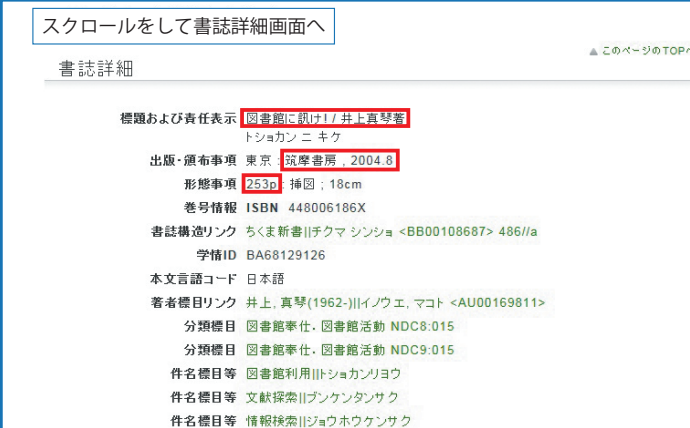 スクロールをして書誌詳細画面へ
▲ このページのTOPへ
書誌詳細
標題および責任表示 図書館に訊け! / 井上真琴著
トショカン ニ キケ
出版・頒布事項 東京 : 筑摩書房 , 2004.8
形態事項 253p : 挿図 ; 18cm
巻号情報 ISBN 448006186X
書誌構造リンク ちくま新書||チクマ シンショ <BB00108687> 486//a
学情ID BA68129126
本文言語コード 日本語
著者標目リンク 井上, 真琴(1962-)||イノウエ, マコト <AU00169811>
分類標目 図書館奉仕. 図書館活動 NDC8:015
分類標目 図書館奉仕. 図書館活動 NDC9:015
件名標目等 図書館利用||トショカンリヨウ
件名標目等 文献探索||ブンケンタンサク
件名標目等 情報検索||ジョウホウケンサク